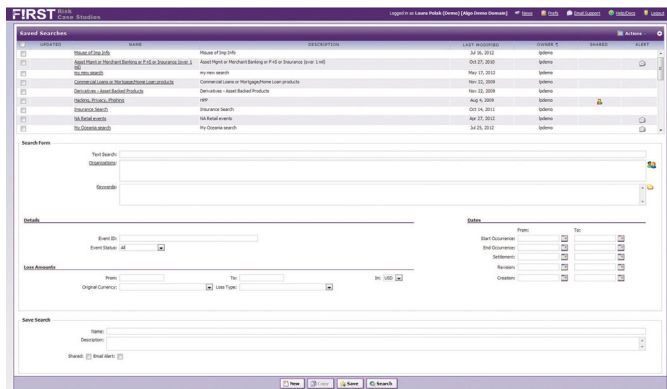 FIRST Risk Case Studies
Logged in as Laura Polak (Demo) [Algo Demo Domain] News Prefs Email Support Help/Docs Logout
Saved Searches Actions
UPDATED NAME DESCRIPTION LAST MODIFIED OWNER SHARED ALERT
Misuse of Imp Info Misuse of Imp Info Jul 16, 2012 lpdemo
Asset Mgmt or Merchant Banking or P+S or Insurance (over 1 mil) Asset Mgmt or Merchant Banking or P+S or Insurance (over 1 mil) Oct 27, 2010 lpdemo
my new search my new search May 17, 2012 lpdemo
Commercial Loans or Mortgage/Home Loan products Commercial Loans or Mortgage/Home Loan products Nov 22, 2009 lpdemo
Derivatives - Asset Backed Products Derivatives - Asset Backed Products Nov 22, 2009 lpdemo
Hacking, Privacy, Phishing Aug 4, 2009 lpdemo
Insurance Search Insurance Search Oct 14, 2011 lpdemo
NA Retail events NA Retail events Apr 27, 2012 lpdemo
My Oceania search My Oceania search Jul 25, 2012 lpdemo
Search Form
Text Search:
Organizations:
Keywords:
Details Dates
From: To:
Event ID: Start Occurrence:
Event Status: All End Occurrence:
Settlement:
Loss Amounts Revision:
From: To: In: USD Creation:
Original Currency: Loss Type:
Save Search
Name:
Description:
Shared: Email Alert:
New Copy Save Search